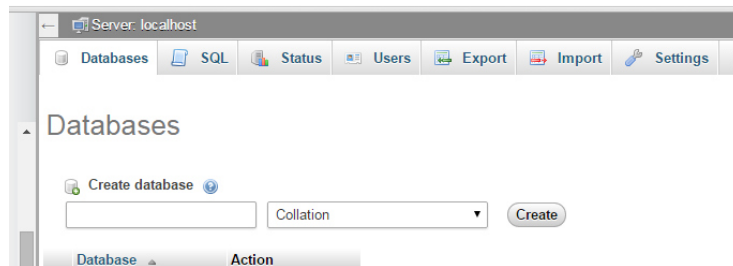 Server: localhost
Databases SQL Status Users Export Import Settings
Databases
Create database
Collation Create
Database Action